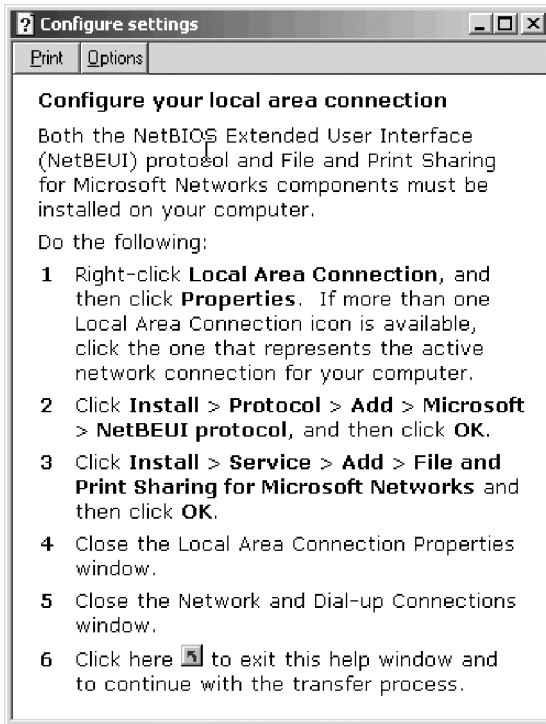 Configure settings
Print Options
Configure your local area connection
Both the NetBIOS Extended User Interface
(NetBEUI) protocol and File and Print Sharing
for Microsoft Networks components must be
installed on your computer.
Do the following:
1 Right-click Local Area Connection, and
then click Properties. If more than one
Local Area Connection icon is available,
click the one that represents the active
network connection for your computer.
2 Click Install > Protocol > Add > Microsoft
> NetBEUI protocol, and then click OK.
3 Click Install > Service > Add > File and
Print Sharing for Microsoft Networks and
then click OK.
4 Close the Local Area Connection Properties
window.
5 Close the Network and Dial-up Connections
window.
6 Click here to exit this help window and
to continue with the transfer process.